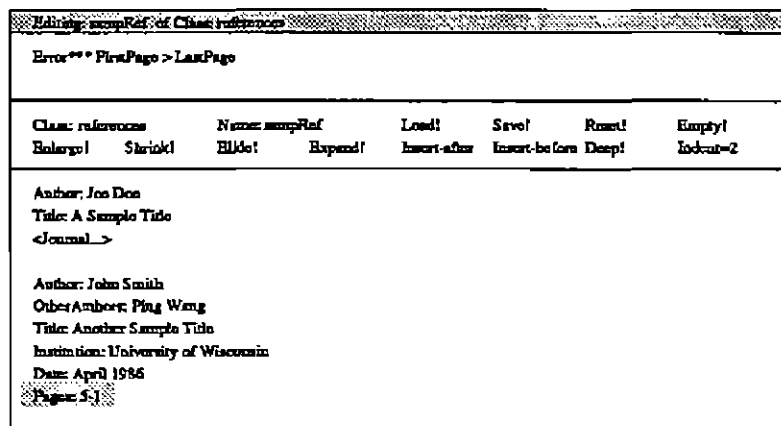 Editing: sampRef of Class: references
Error*** FirstPage > LastPage
Class: references Name: sampRef Load! Save! Reset! Empty!
Enlarge! Shrink! Elide! Expand! Insert-after Insert-before Deep! Indent=2
Author: Joe Doe
Title: A Sample Title
<Journal...>
Author: John Smith
OtherAuthors: Ping Wang
Title: Another Sample Title
Institution: University of Wisconsin
Date: April 1986
Pages: 5-1